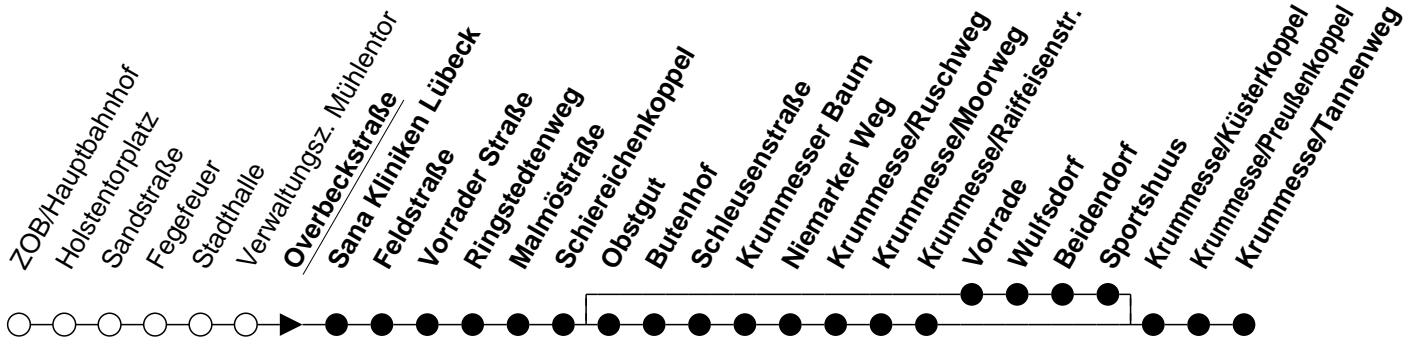 ZOB/Hauptbahnhof
Holstentorplatz
Sandstraße
Fegefeuer
Stadthalle
Verwaltungsz. Mühlentor
Overbeckstraße
Sana Kliniken Lübeck
Feldstraße
Vorrader Straße
Ringstedtenweg
Malmöstraße
Schiereichenkoppel
Obstgut
Butenhof
Schleusenstraße
Krummesser Baum
Niemarker Weg
Krummesse/Ruschweg
Krummesse/Moorweg
Krummesse/Raiffeisenstr.
Vorrade
Wulfsdorf
Beidendorf
Sportshuus
Krummesse/Küsterkoppel
Krummesse/Preußenkoppel
Krummesse/Tannenweg